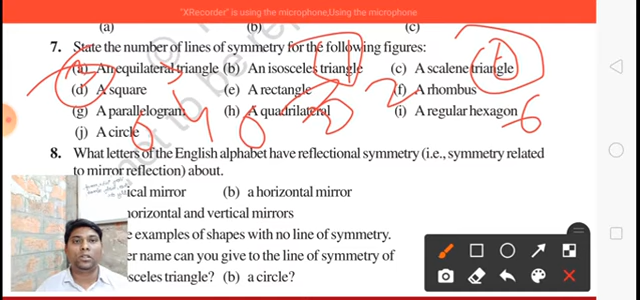 "XRecorder" is using the microphone,Using the microphone
(a) (b) (c)
7. State the number of lines of symmetry for the following figures:
(a) An equilateral triangle (b) An isosceles triangle (c) A scalene triangle
(d) A square (e) A rectangle (f) A rhombus
(g) A parallelogram (h) A quadrilateral (i) A regular hexagon
(j) A circle
8. What letters of the English alphabet have reflectional symmetry (i.e., symmetry related
to mirror reflection) about.
ical mirror (b) a horizontal mirror
horizontal and vertical mirrors
e examples of shapes with no line of symmetry.
er name can you give to the line of symmetry of
sceles triangle? (b) a circle?